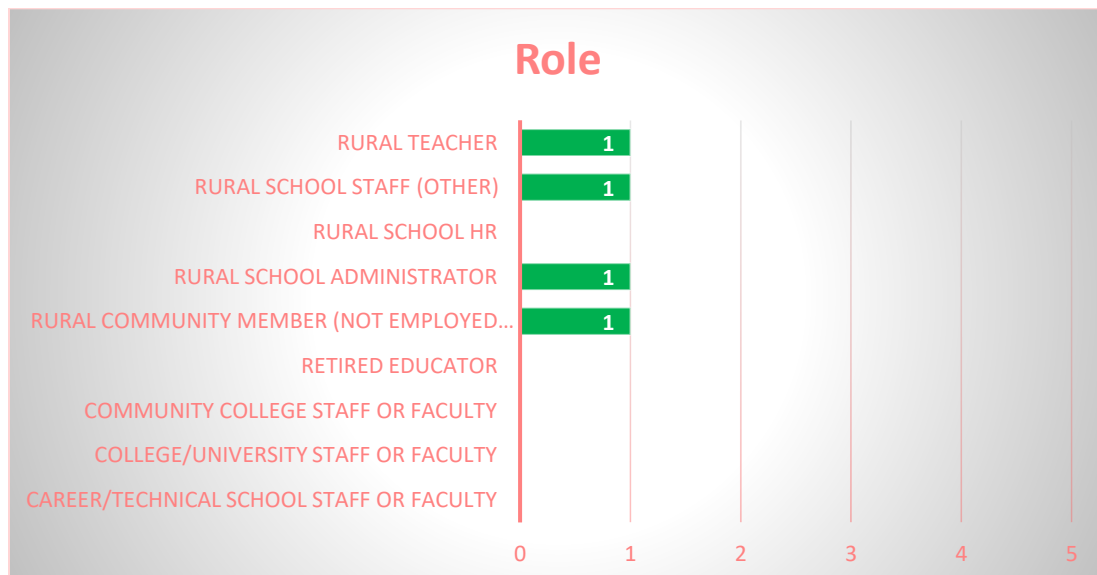 Role
RURAL TEACHER
1
RURAL SCHOOL STAFF (OTHER)
1
RURAL SCHOOL HR
RURAL SCHOOL ADMINISTRATOR
1
RURAL COMMUNITY MEMBER (NOT EMPLOYED...
1
RETIRED EDUCATOR
COMMUNITY COLLEGE STAFF OR FACULTY
COLLEGE/UNIVERSITY STAFF OR FACULTY
CAREER/TECHNICAL SCHOOL STAFF OR FACULTY
0 1 2 3 4 5